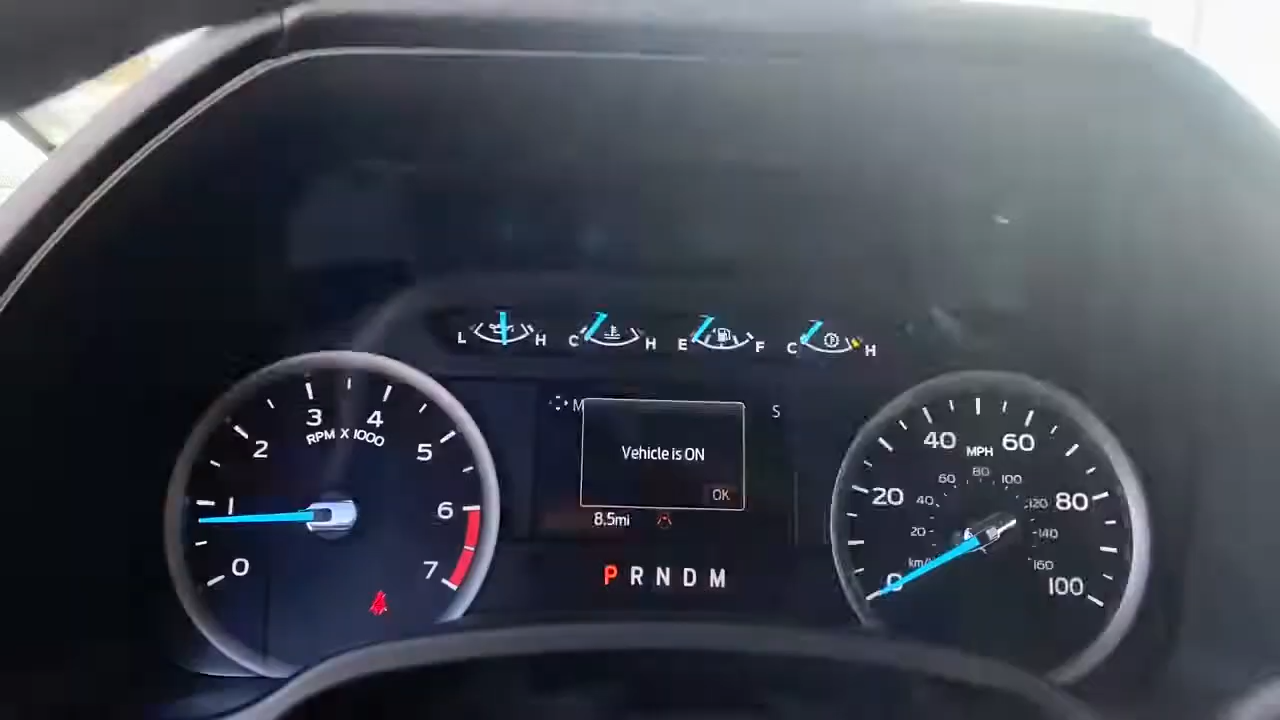 L H C H E F C H
M S
Vehicle is ON
OK
8.5mi
P R N D M
0 1 2 3 4 5 6 7
RPM X 1000
0 20 40 60 80 100
MPH
20 40 60 80 100 120 140 160